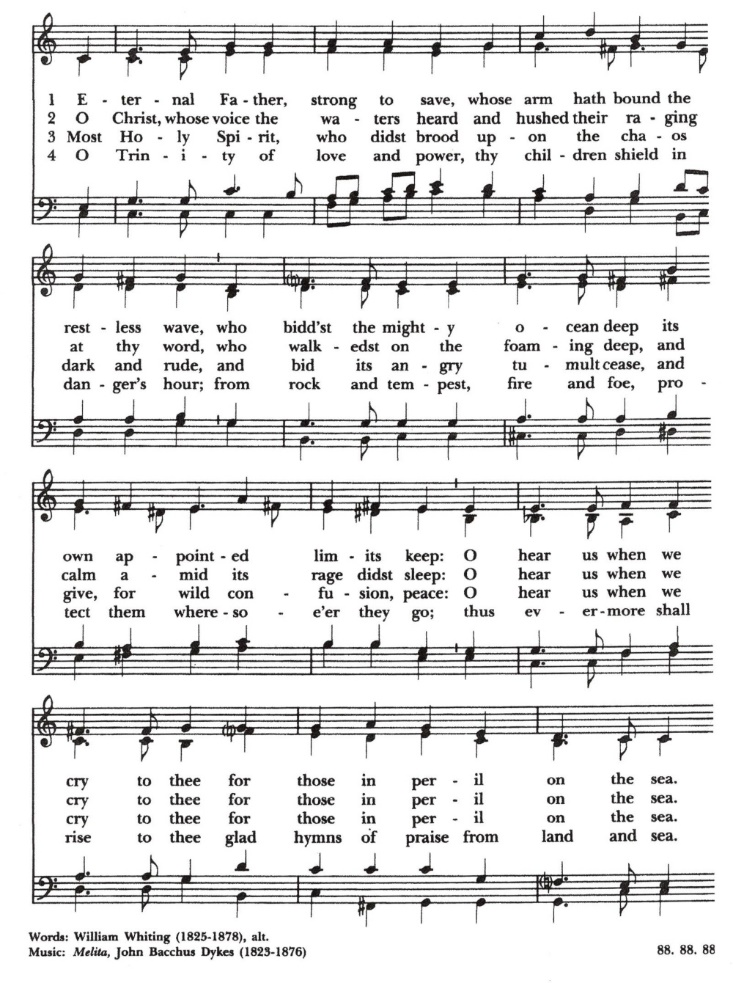 1 E - ter - nal Fa - ther, strong to save, whose arm hath bound the
2 O Christ, whose voice the wa - ters heard and hushed their ra - ging
3 Most Ho - ly Spi - rit, who didst brood up - on the cha - os
4 O Trin - i - ty of love and power, thy chil - dren shield in
rest - less wave, who bidd'st the might - y o - cean deep its
at thy word, who walk - edst on the foam - ing deep, and
dark and rude, and bid its an - gry tu - mult cease, and
dan - ger's hour; from rock and tem - pest, fire and foe, pro -
own ap - point - ed lim - its keep: O hear us when we
calm a - mid its rage didst sleep: O hear us when we
give, for wild con - fu - sion, peace: O hear us when we
tect them where - so - e'er they go; thus ev - er - more shall
cry to thee for those in per - il on the sea.
cry to thee for those in per - il on the sea.
cry to thee for those in per - il on the sea.
rise to thee glad hymns of praise from land and sea.
Words: William Whiting (1825-1878), alt.
Music: Melita, John Bacchus Dykes (1823-1876) 88. 88. 88